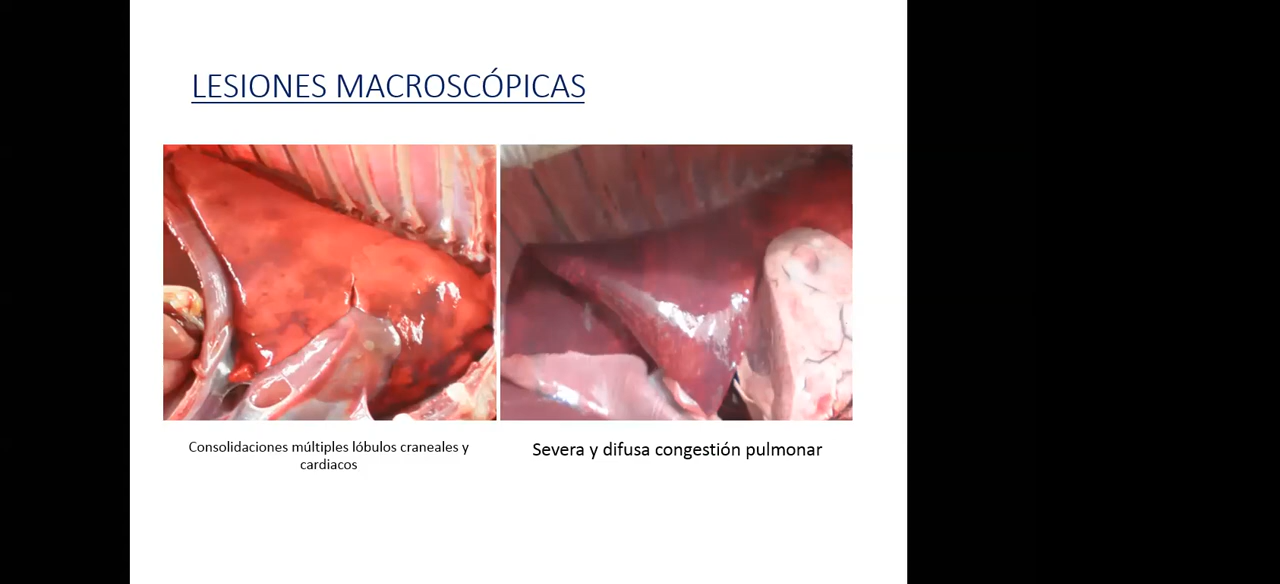 LESIONES MACROSCÓPICAS
Consolidaciones múltiples lóbulos craneales y
cardiacos
Severa y difusa congestión pulmonar